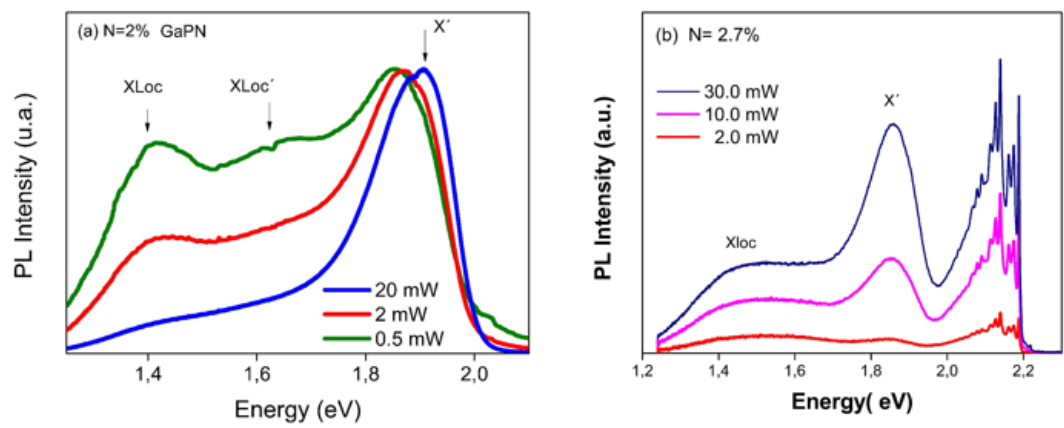 (a) N=2% GaPN
X´
XLoc
XLoc´
PL Intensity (u.a.)
20 mW
2 mW
0.5 mW
1,4 1,6 1,8 2,0
Energy (eV)
(b) N= 2.7%
30.0 mW
10.0 mW
2.0 mW
X´
Xloc
PL Intensity (a.u.)
1,2 1,4 1,6 1,8 2,0 2,2
Energy( eV)